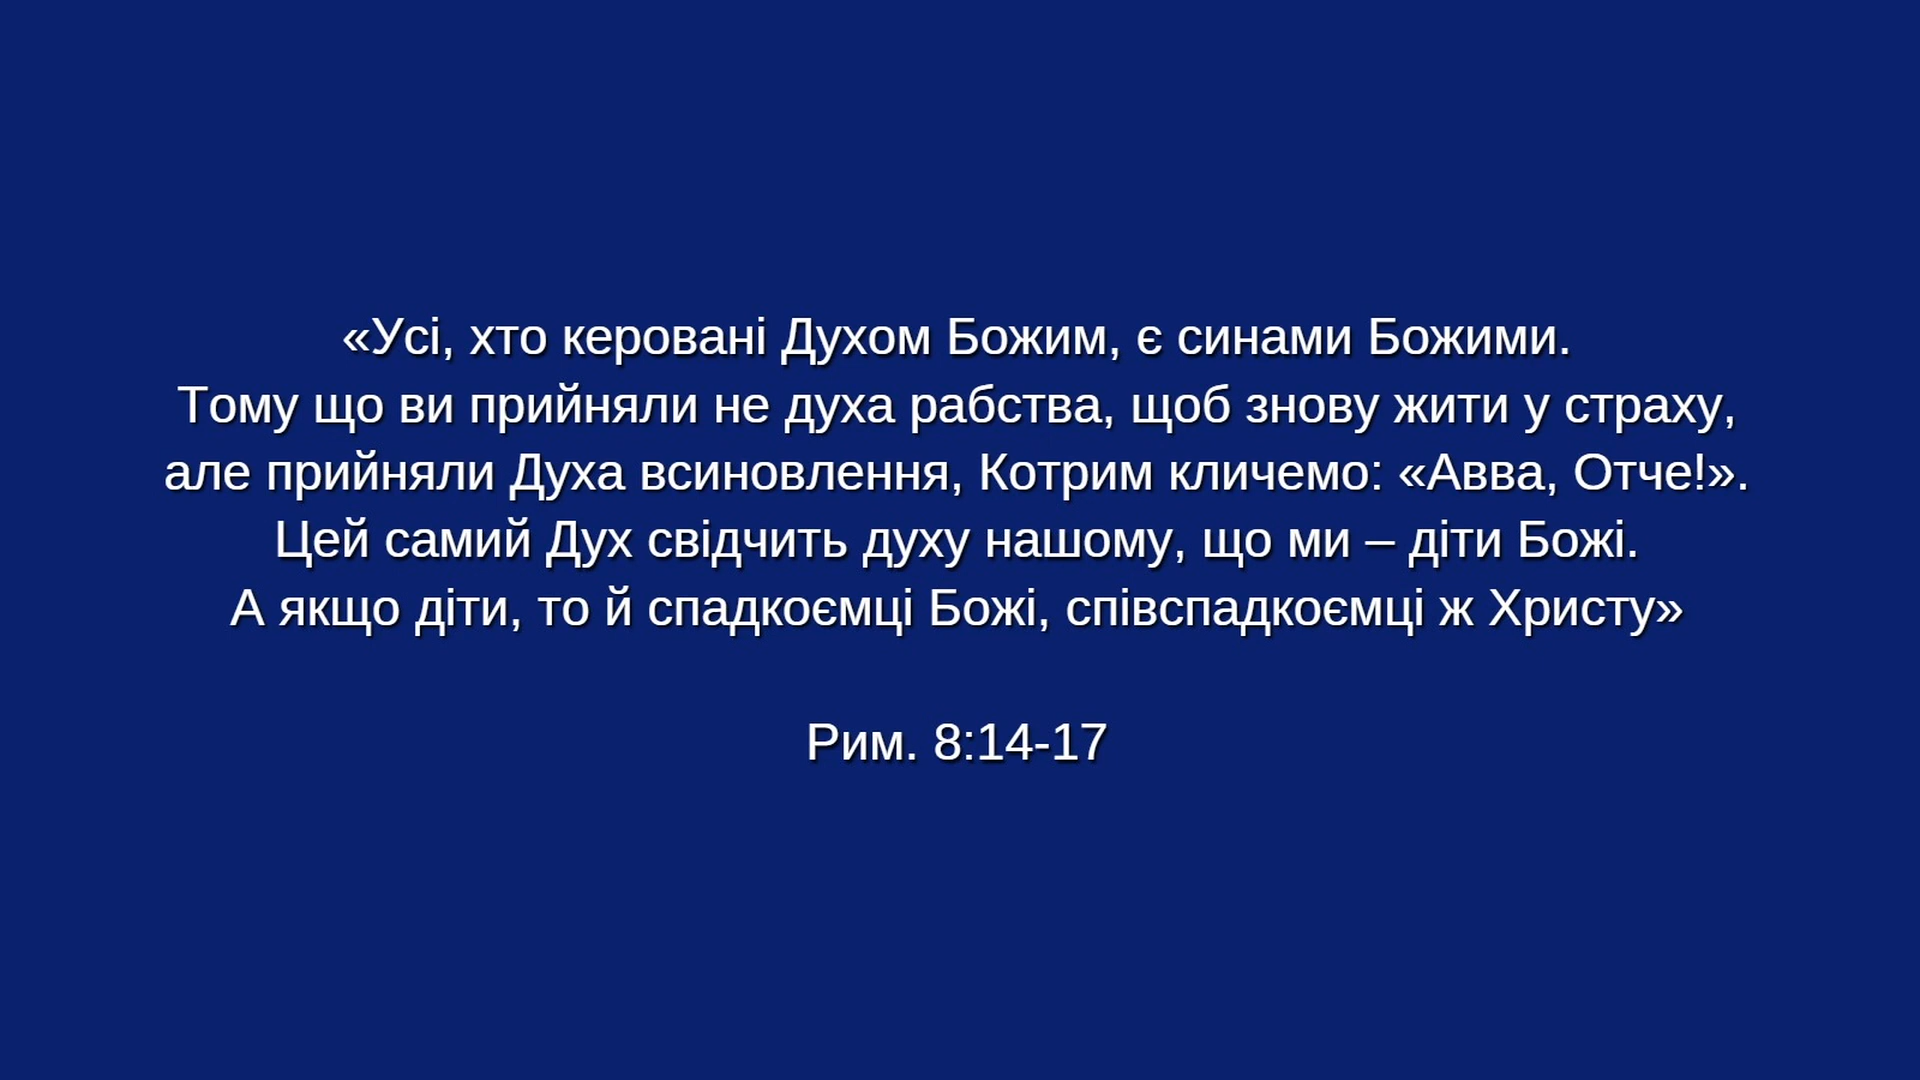 «Усі, хто керовані Духом Божим, є синами Божими.
Тому що ви прийняли не духа рабства, щоб знову жити у страху,
але прийняли Духа всиновлення, Котрим кличемо: «Авва, Отче!».
Цей самий Дух свідчить духу нашому, що ми – діти Божі.
А якщо діти, то й спадкоємці Божі, співспадкоємці ж Христу»
Рим. 8:14-17